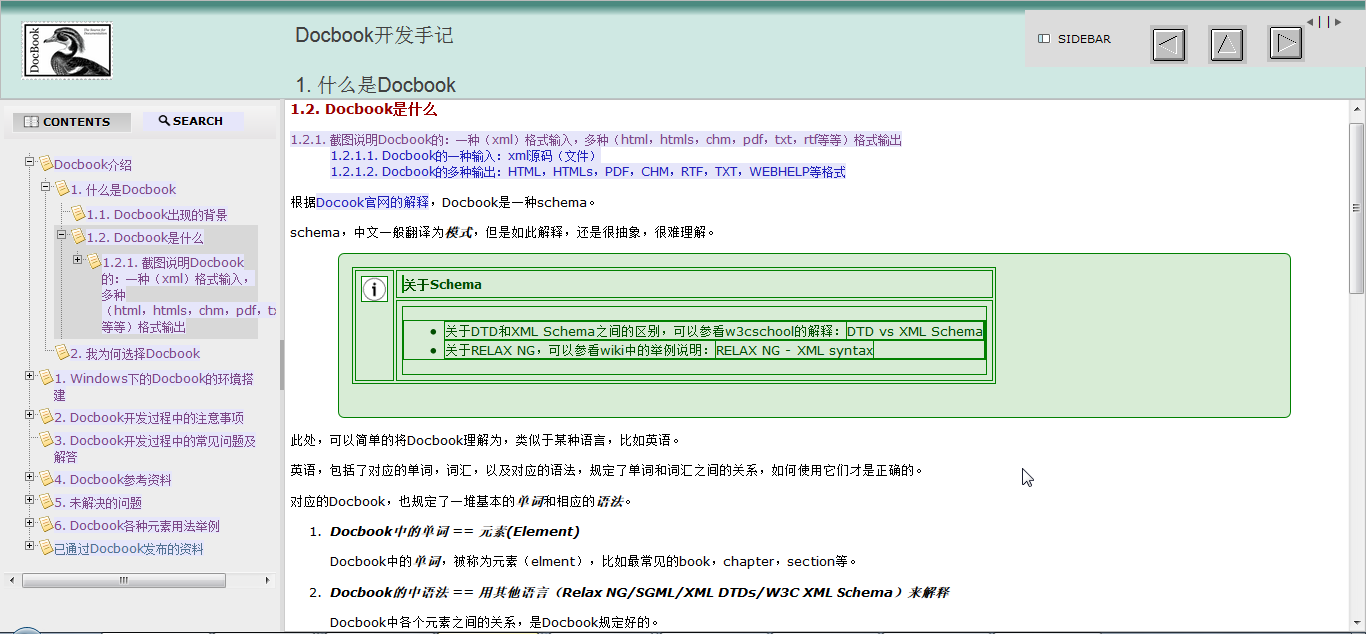 DocBook
Docbook开发手记
1. 什么是Docbook
SIDEBAR
CONTENTS
SEARCH
Docbook介绍
1. 什么是Docbook
1.1. Docbook出现的背景
1.2. Docbook是什么
1.2.1. 截图说明Docbook
的：一种（xml）格式输入，
多种
（html，htmls，chm，pdf，tx
等等）格式输出
2. 我为何选择Docbook
1. Windows下的Docbook的环境搭
建
2. Docbook开发过程中的注意事项
3. Docbook开发过程中的常见问题及
解答
4. Docbook参考资料
5. 未解决的问题
6. Docbook各种元素用法举例
已通过Docbook发布的资料
1.2. Docbook是什么
1.2.1. 截图说明Docbook的：一种（xml）格式输入，多种（html，htmls，chm，pdf，txt，rtf等等）格式输出
1.2.1.1. Docbook的一种输入：xml源码（文件）
1.2.1.2. Docbook的多种输出：HTML，HTMLs，PDF，CHM，RTF，TXT，WEBHELP等格式
根据Docook官网的解释，Docbook是一种schema。
schema，中文一般翻译为模式，但是如此解释，还是很抽象，很难理解。
关于Schema
关于DTD和XML Schema之间的区别，可以参看w3cschool的解释：DTD vs XML Schema
关于RELAX NG，可以参看wiki中的举例说明：RELAX NG - XML syntax
此处，可以简单的将Docbook理解为，类似于某种语言，比如英语。
英语，包括了对应的单词，词汇，以及对应的语法，规定了单词和词汇之间的关系，如何使用它们才是正确的。
对应的Docbook，也规定了一堆基本的单词和相应的语法。
1. Docbook中的单词 == 元素(Element)
Docbook中的单词，被称为元素（elment），比如最常见的book，chapter，section等。
2. Docbook的中语法 == 用其他语言（Relax NG/SGML/XML DTDs/W3C XML Schema）来解释
Docbook中各个元素之间的关系，是Docbook规定好的。